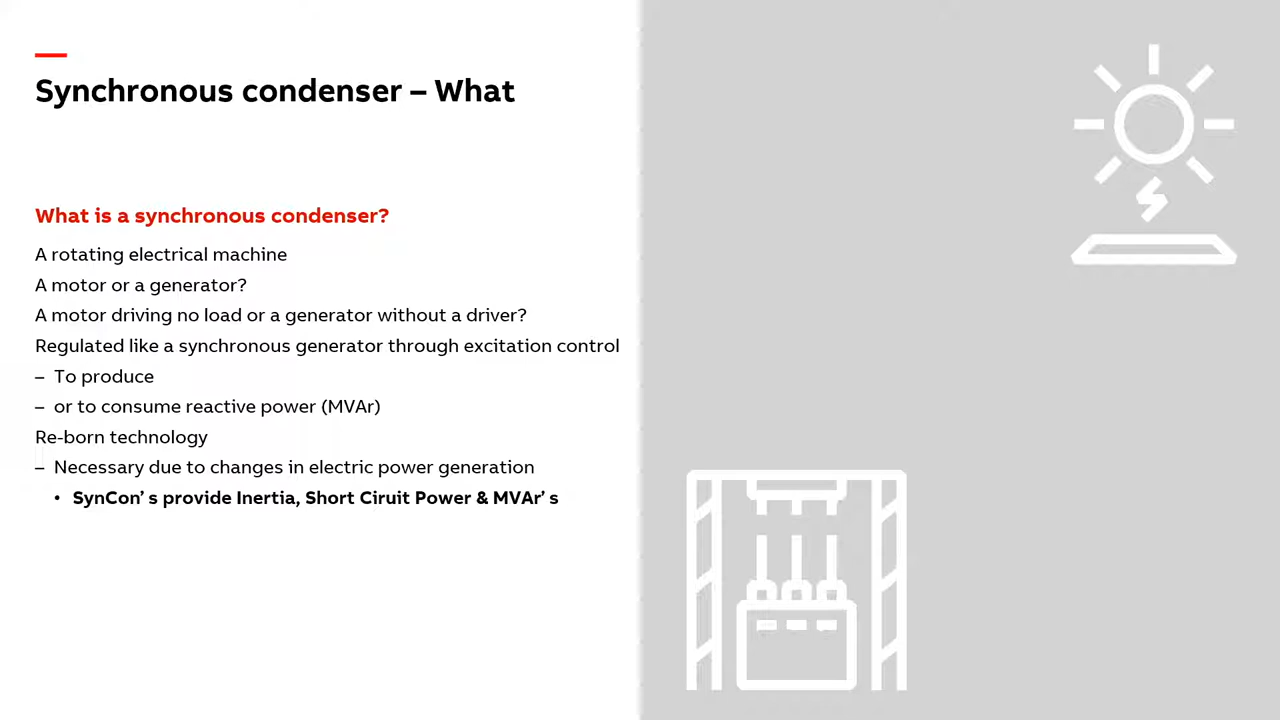 Synchronous condenser – What
What is a synchronous condenser?
A rotating electrical machine
A motor or a generator?
A motor driving no load or a generator without a driver?
Regulated like a synchronous generator through excitation control
– To produce
– or to consume reactive power (MVAr)
Re-born technology
– Necessary due to changes in electric power generation
• SynCon’ s provide Inertia, Short Ciruit Power & MVAr’ s